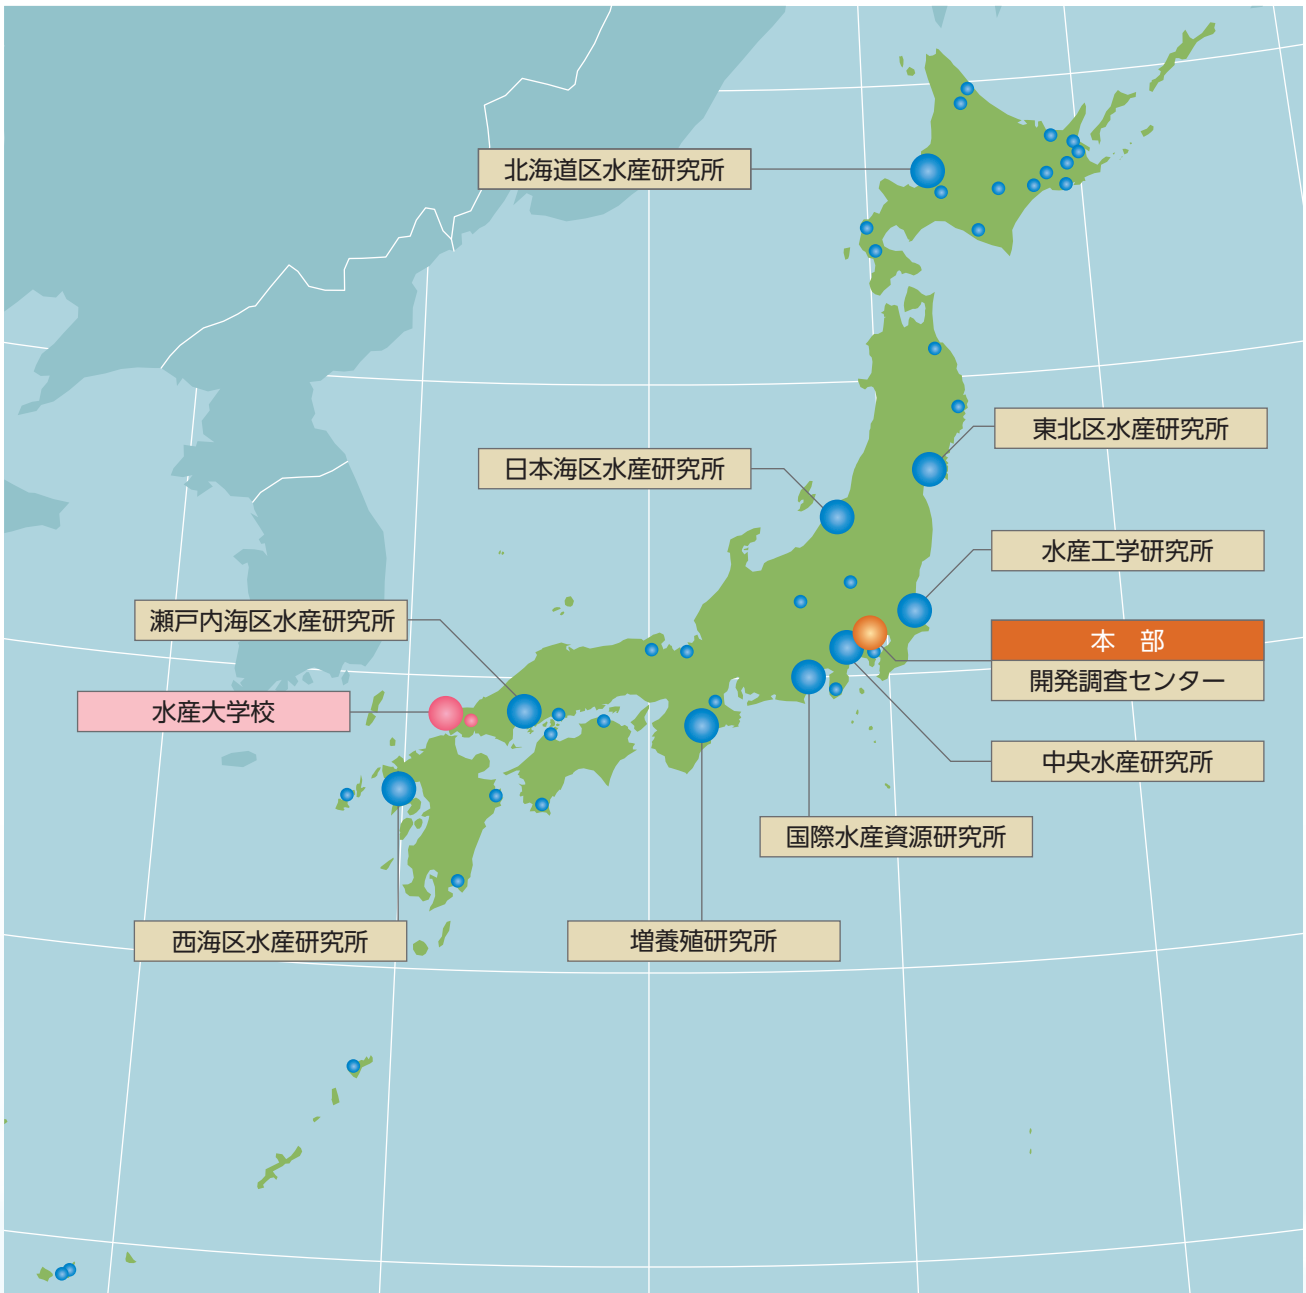 北海道区水産研究所
東北区水産研究所
日本海区水産研究所
水産工学研究所
瀬戸内海区水産研究所
本　部
開発調査センター
水産大学校
中央水産研究所
国際水産資源研究所
西海区水産研究所
増養殖研究所